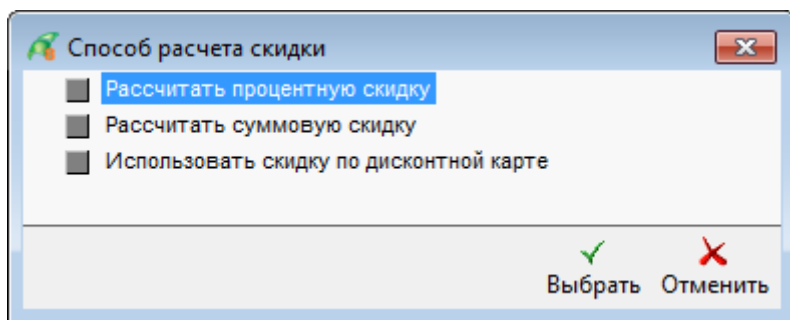 Способ расчета скидки
Рассчитать процентную скидку
Рассчитать суммовую скидку
Использовать скидку по дисконтной карте
Выбрать Отменить